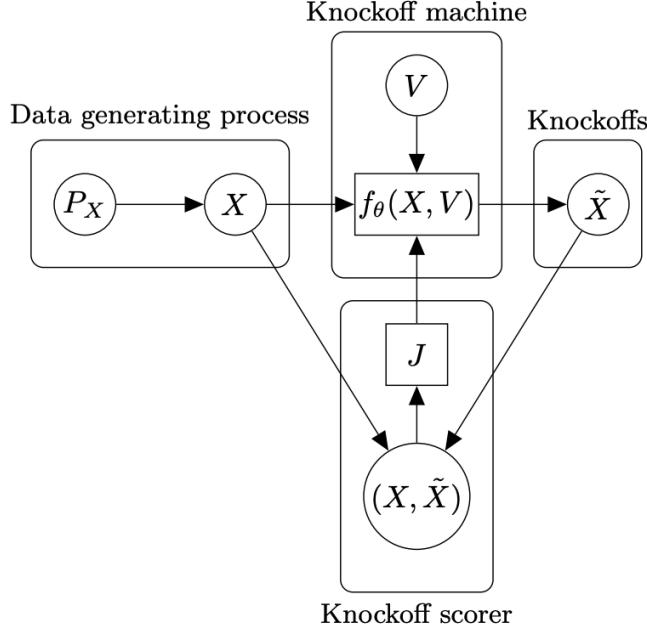 Knockoff machine
V
Data generating process
Knockoffs
P_X
X
f_θ(X, V)
X̃
J
(X, X̃)
Knockoff scorer